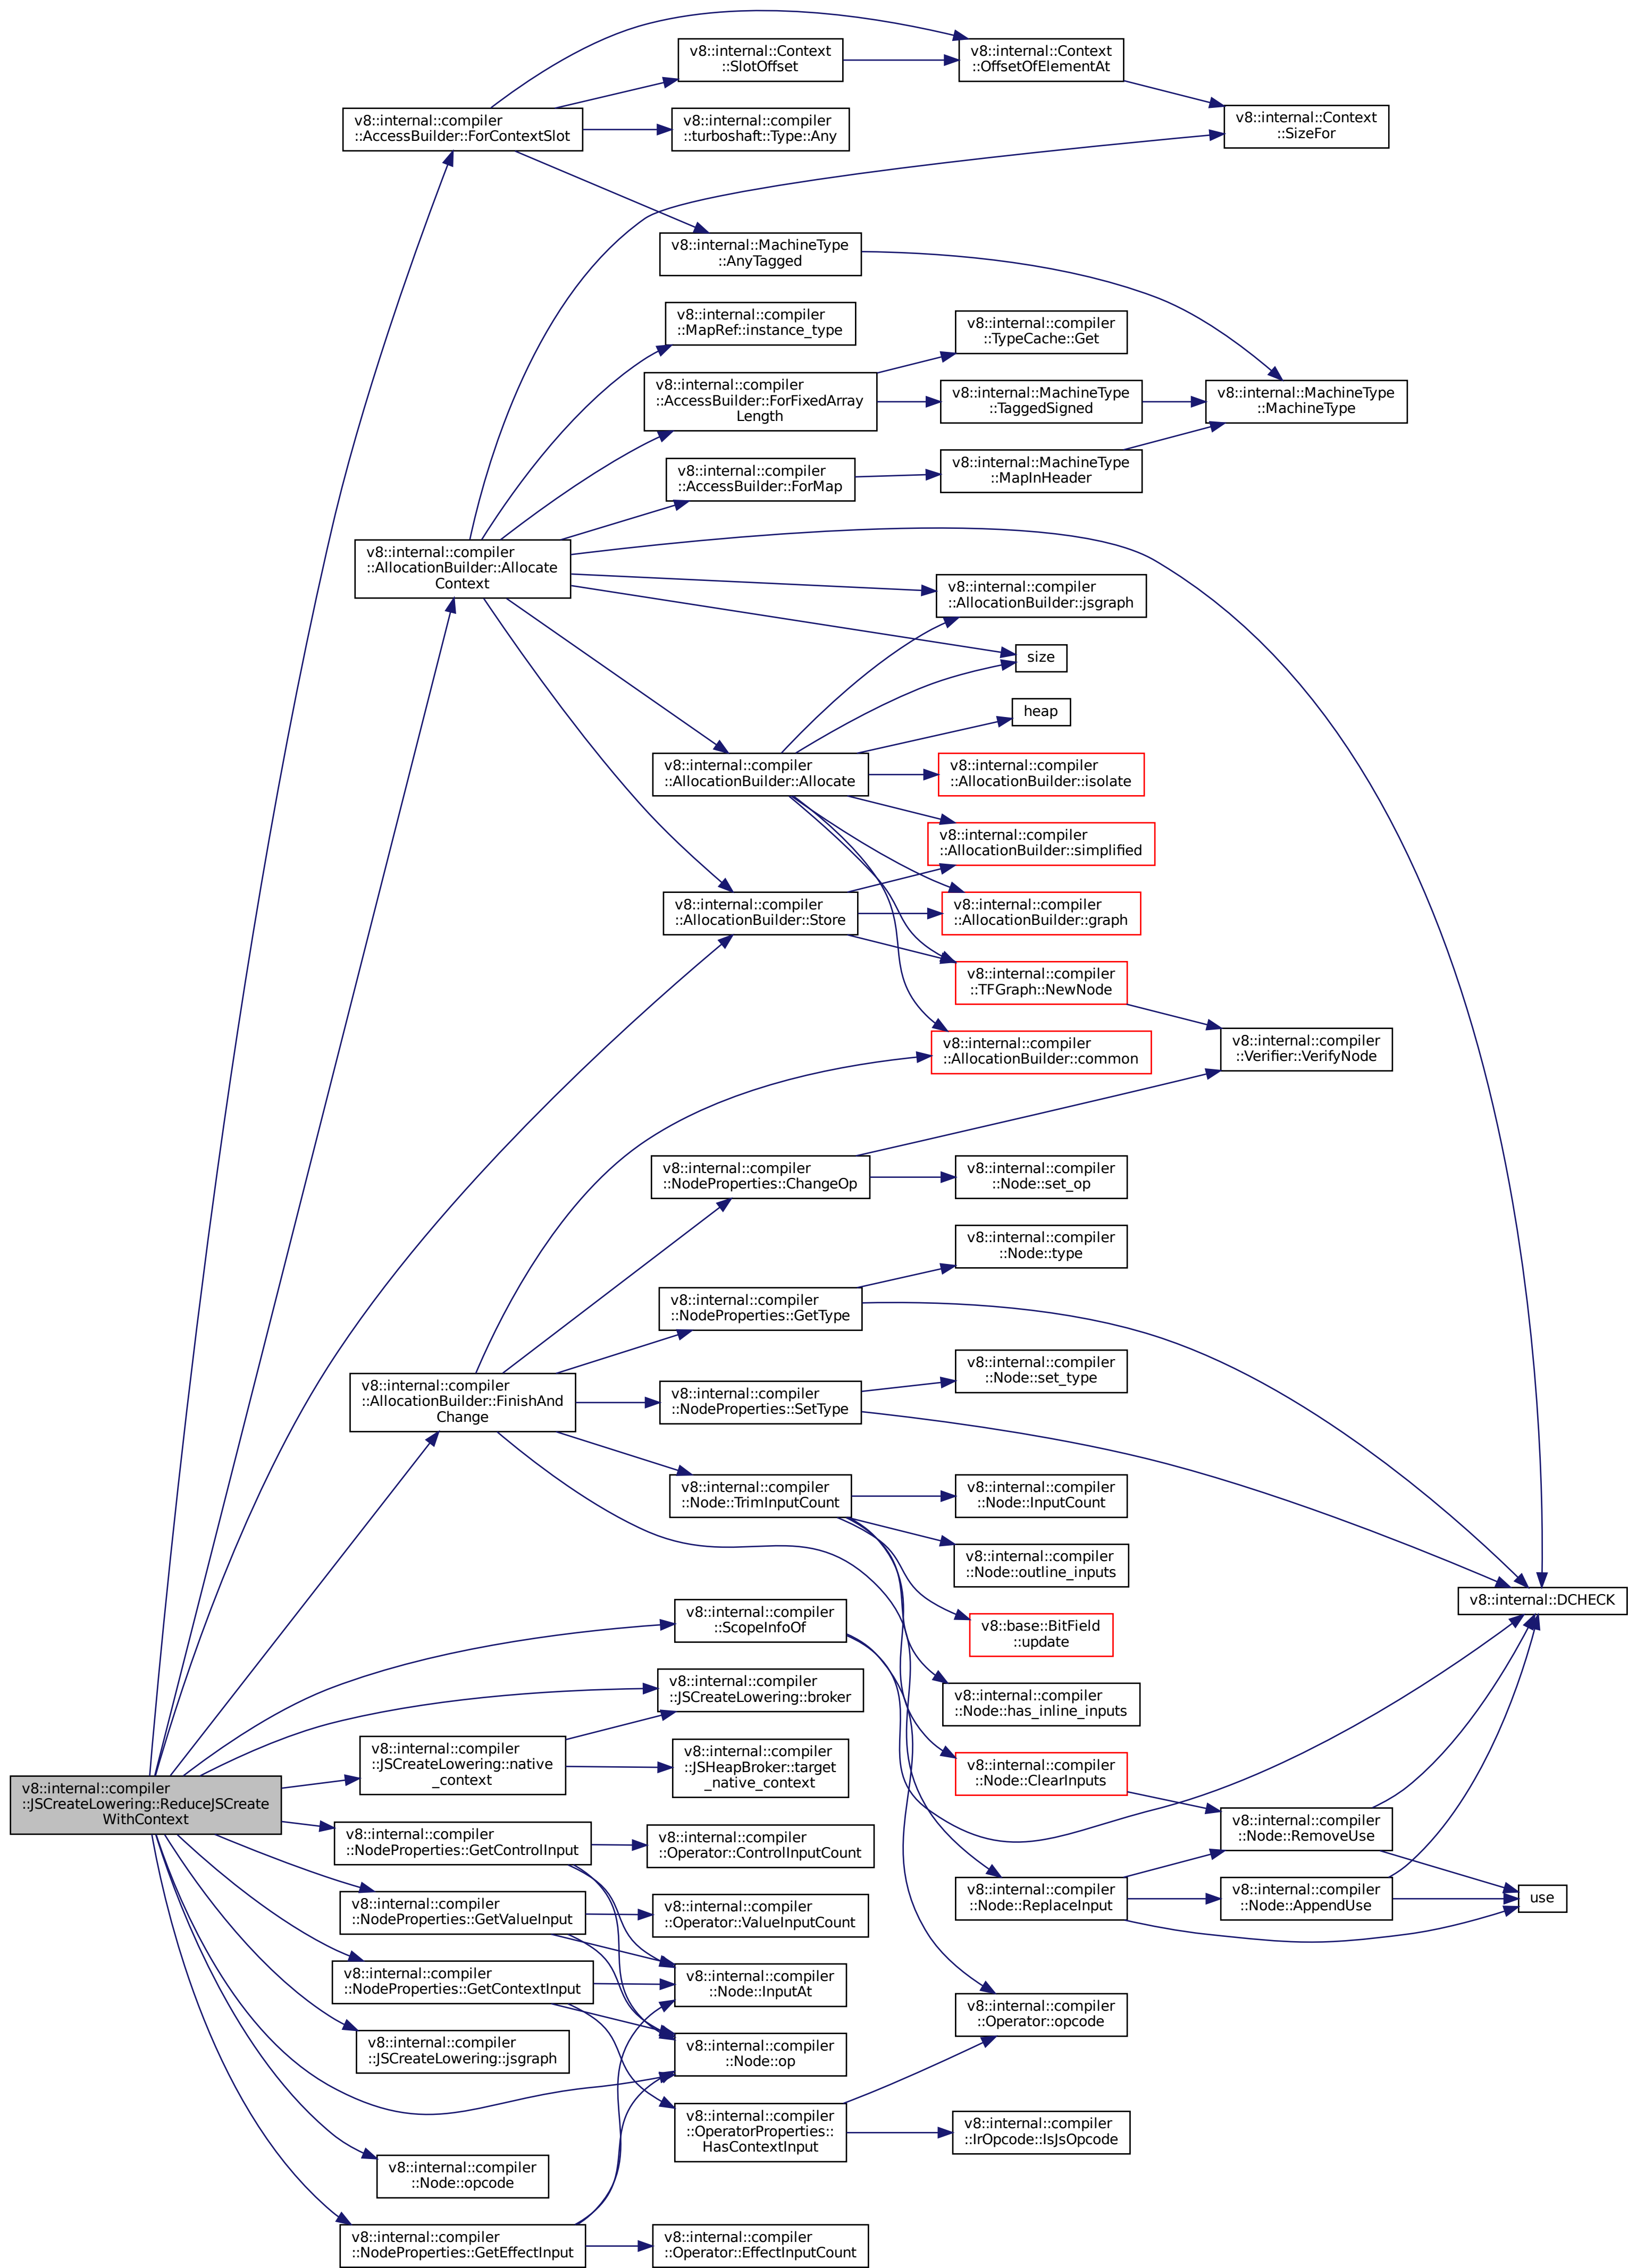 v8::internal::compiler
::JSCreateLowering::ReduceJSCreate
WithContext
v8::internal::compiler
::AccessBuilder::ForContextSlot
v8::internal::Context
::SlotOffset
v8::internal::Context
::OffsetOfElementAt
v8::internal::Context
::SizeFor
v8::internal::compiler
::turboshaft::Type::Any
v8::internal::MachineType
::AnyTagged
v8::internal::MachineType
::MachineType
v8::internal::compiler
::AllocationBuilder::Allocate
Context
v8::internal::compiler
::MapRef::instance_type
v8::internal::compiler
::AccessBuilder::ForFixedArray
Length
v8::internal::compiler
::TypeCache::Get
v8::internal::MachineType
::TaggedSigned
v8::internal::compiler
::AccessBuilder::ForMap
v8::internal::MachineType
::MapInHeader
v8::internal::compiler
::AllocationBuilder::jsgraph
size
heap
v8::internal::compiler
::AllocationBuilder::Allocate
v8::internal::compiler
::AllocationBuilder::isolate
v8::internal::compiler
::AllocationBuilder::simplified
v8::internal::compiler
::AllocationBuilder::Store
v8::internal::compiler
::AllocationBuilder::graph
v8::internal::compiler
::TFGraph::NewNode
v8::internal::compiler
::Verifier::VerifyNode
v8::internal::compiler
::AllocationBuilder::common
v8::internal::compiler
::AllocationBuilder::FinishAnd
Change
v8::internal::compiler
::NodeProperties::ChangeOp
v8::internal::compiler
::Node::set_op
v8::internal::compiler
::Node::type
v8::internal::compiler
::NodeProperties::GetType
v8::internal::compiler
::Node::set_type
v8::internal::compiler
::NodeProperties::SetType
v8::internal::compiler
::Node::TrimInputCount
v8::internal::compiler
::Node::InputCount
v8::internal::compiler
::Node::outline_inputs
v8::internal::DCHECK
v8::base::BitField
::update
v8::internal::compiler
::ScopeInfoOf
v8::internal::compiler
::Node::has_inline_inputs
v8::internal::compiler
::JSCreateLowering::broker
v8::internal::compiler
::JSCreateLowering::native
_context
v8::internal::compiler
::JSHeapBroker::target
_native_context
v8::internal::compiler
::Node::ClearInputs
v8::internal::compiler
::Node::RemoveUse
v8::internal::compiler
::NodeProperties::GetControlInput
v8::internal::compiler
::Operator::ControlInputCount
v8::internal::compiler
::Node::ReplaceInput
v8::internal::compiler
::Node::AppendUse
use
v8::internal::compiler
::NodeProperties::GetValueInput
v8::internal::compiler
::Operator::ValueInputCount
v8::internal::compiler
::NodeProperties::GetContextInput
v8::internal::compiler
::Node::InputAt
v8::internal::compiler
::Operator::opcode
v8::internal::compiler
::JSCreateLowering::jsgraph
v8::internal::compiler
::Node::op
v8::internal::compiler
::OperatorProperties::
HasContextInput
v8::internal::compiler
::IrOpcode::IsJsOpcode
v8::internal::compiler
::Node::opcode
v8::internal::compiler
::NodeProperties::GetEffectInput
v8::internal::compiler
::Operator::EffectInputCount